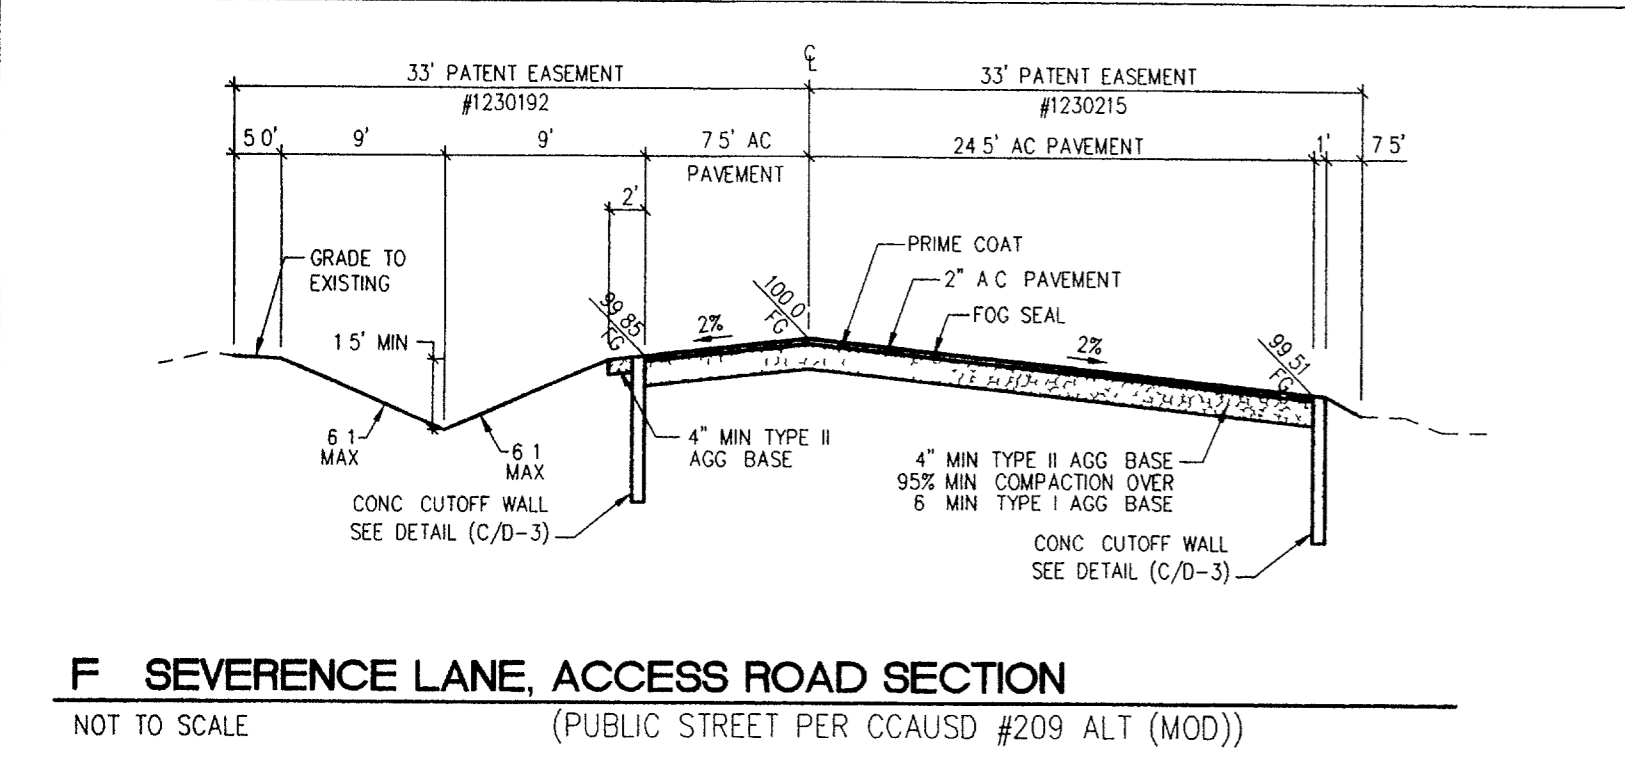 ℄
33' PATENT EASEMENT
#1230192
33' PATENT EASEMENT
#1230215
5 0'
9'
9'
7 5' AC
PAVEMENT
24 5' AC PAVEMENT
1'
7 5'
2'
GRADE TO
EXISTING
1 5' MIN
99 85
FG
2%
100 0
FG
PRIME COAT
2" A C PAVEMENT
FOG SEAL
2%
99 51
FG
6 1
MAX
6 1
MAX
4" MIN TYPE II
AGG BASE
4" MIN TYPE II AGG BASE
95% MIN COMPACTION OVER
6 MIN TYPE I AGG BASE
CONC CUTOFF WALL
SEE DETAIL (C/D-3)
CONC CUTOFF WALL
SEE DETAIL (C/D-3)
F SEVERENCE LANE, ACCESS ROAD SECTION
NOT TO SCALE
(PUBLIC STREET PER CCAUSD #209 ALT (MOD))